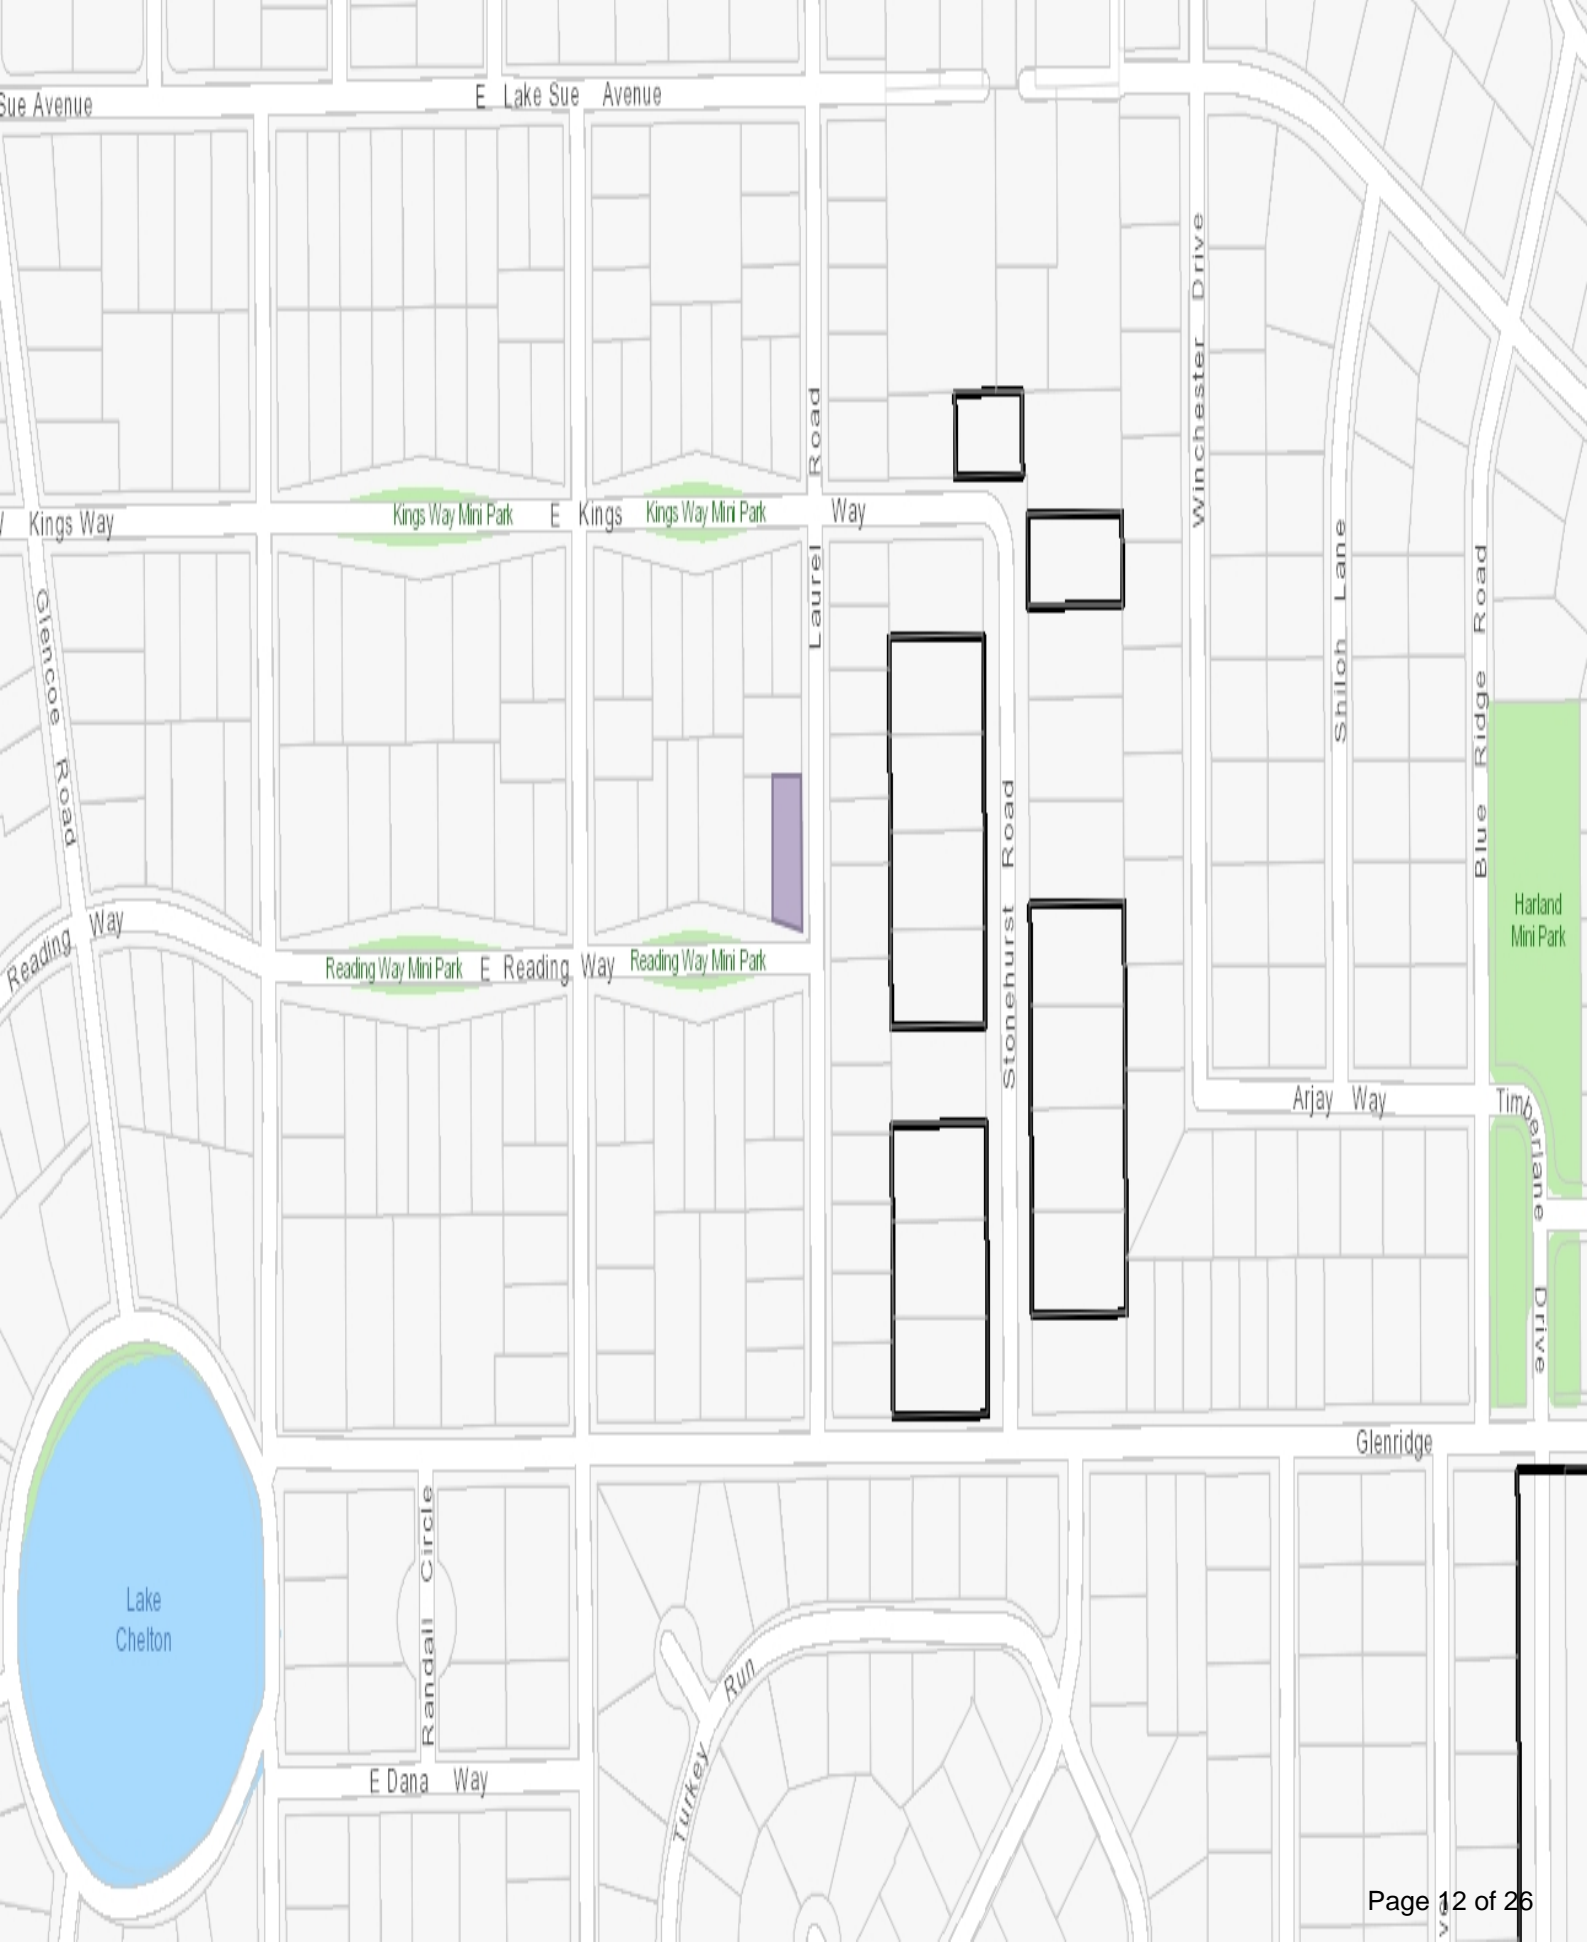 Sue Avenue
E Lake Sue Avenue
Winchester Drive
Laurel Road
Kings Way
Kings Way Mini Park
E Kings Way
Kings Way Mini Park
Shiloh Lane
Blue Ridge Road
Glencoe Road
Stonehurst Road
Harland
Mini Park
Reading Way
Reading Way Mini Park
E Reading Way
Reading Way Mini Park
Arjay Way
Timberlane Drive
Glenridge
Randall Circle
Lake
Chelton
Turkey Run
E Dana Way
Page 12 of 26